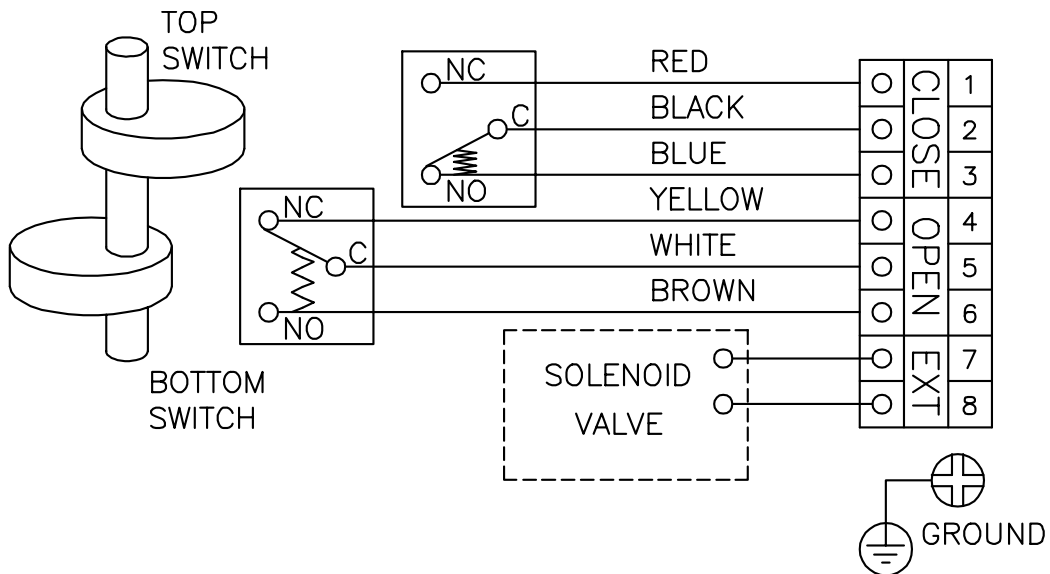 TOP
SWITCH
NC
C
NO
RED
BLACK
BLUE
YELLOW
WHITE
BROWN
NC
C
NO
SOLENOID
VALVE
CLOSE
OPEN
EXT
1
2
3
4
5
6
7
8
BOTTOM
SWITCH
GROUND